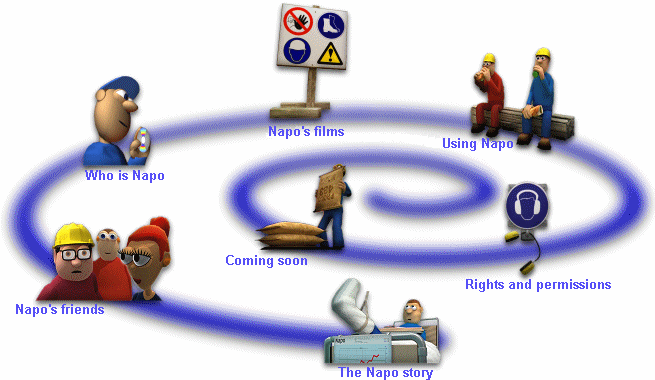 Napo's films
Using Napo
Who is Napo
Coming soon
Rights and permissions
Napo's friends
The Napo story